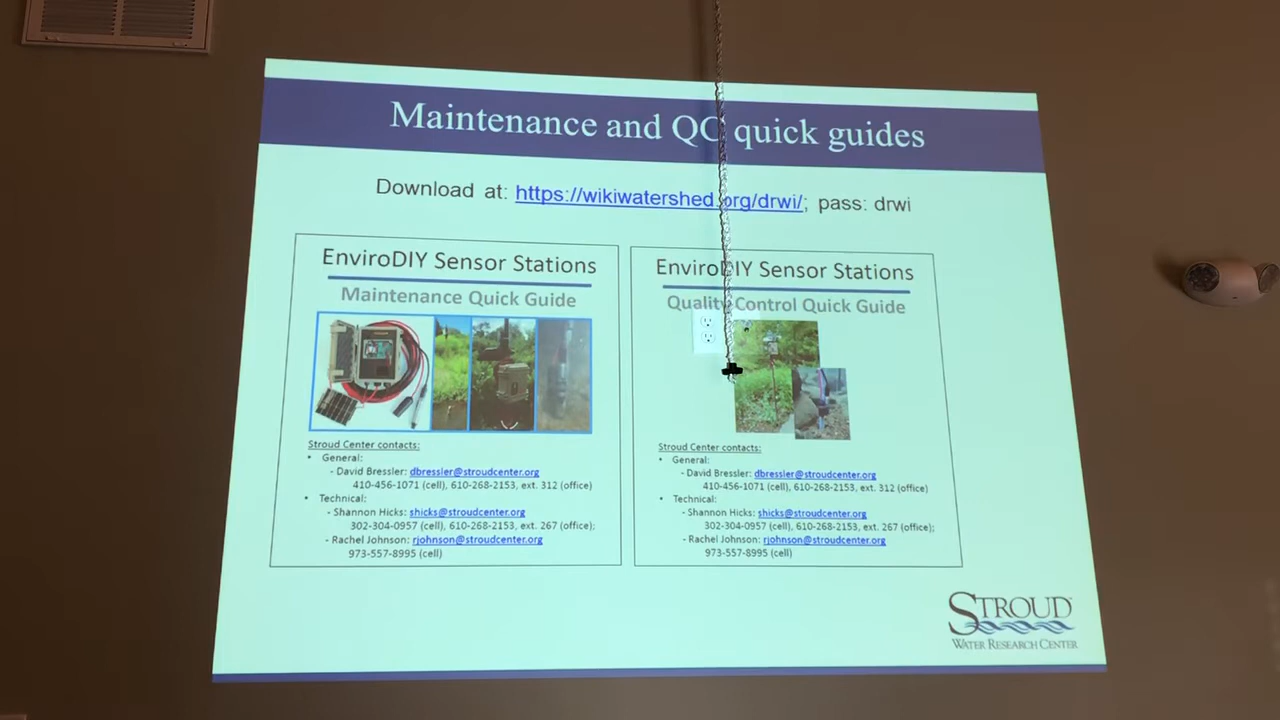 Maintenance and QC quick guides
Download at: https://wikiwatershed.org/drwi/; pass: drwi
EnviroDIY Sensor Stations
Maintenance Quick Guide
Stroud Center contacts:
• General:
- David Bressler: dbressler@stroudcenter.org
410-456-1071 (cell), 610-268-2153, ext. 312 (office)
• Technical:
- Shannon Hicks: shicks@stroudcenter.org
302-304-0957 (cell), 610-268-2153, ext. 267 (office);
- Rachel Johnson: rjohnson@stroudcenter.org
973-557-8995 (cell)
EnviroDIY Sensor Stations
Quality Control Quick Guide
Stroud Center contacts:
• General:
- David Bressler: dbressler@stroudcenter.org
410-456-1071 (cell), 610-268-2153, ext. 312 (office)
• Technical:
- Shannon Hicks: shicks@stroudcenter.org
302-304-0957 (cell), 610-268-2153, ext. 267 (office);
- Rachel Johnson: rjohnson@stroudcenter.org
973-557-8995 (cell)
STROUD
WATER RESEARCH CENTER